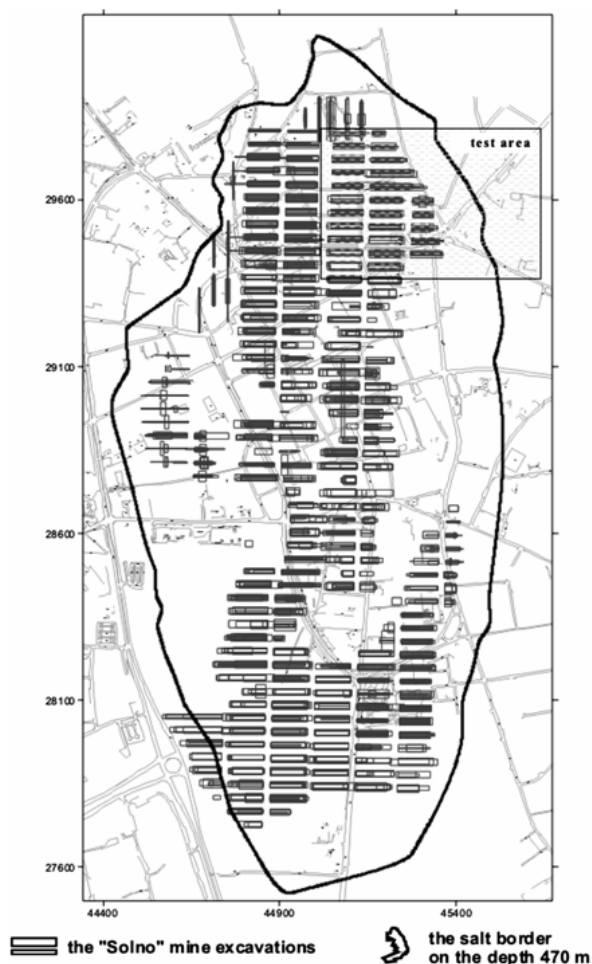 test area
29600
29100
28600
28100
27600
44400 44900 45400
the "Solno" mine excavations
the salt border
on the depth 470 m